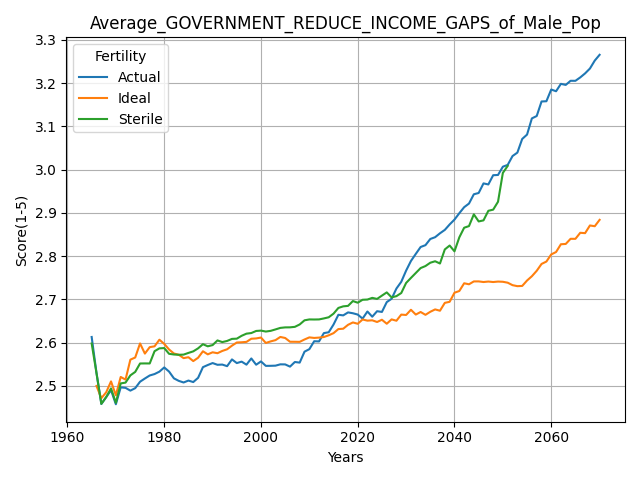 Average_GOVERNMENT_REDUCE_INCOME_GAPS_of_Male_Pop
Fertility
Actual
Ideal
Sterile
3.3
3.2
3.1
3.0
2.9
2.8
2.7
2.6
2.5
Score(1-5)
1960 1980 2000 2020 2040 2060
Years